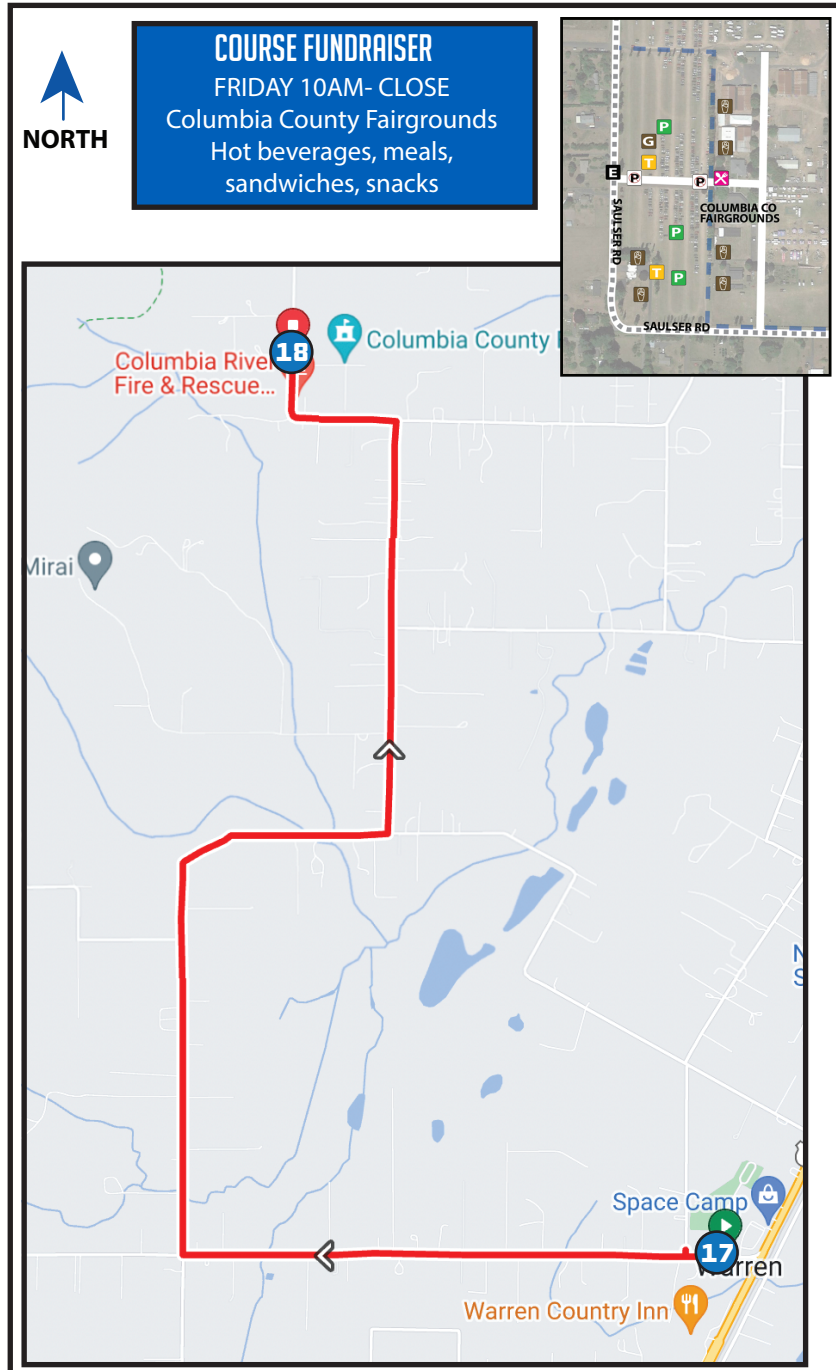 NORTH
COURSE FUNDRAISER
FRIDAY 10AM- CLOSE
Columbia County Fairgrounds
Hot beverages, meals,
sandwiches, snacks
P
G
T
E
P
P
SAULSER RD
COLUMBIA CO
FAIRGROUNDS
P
T
P
SAULSER RD
18
Columbia County
Columbia River
Fire & Rescue...
Mirai
N
S
Space Camp
17
Warren
Warren Country Inn